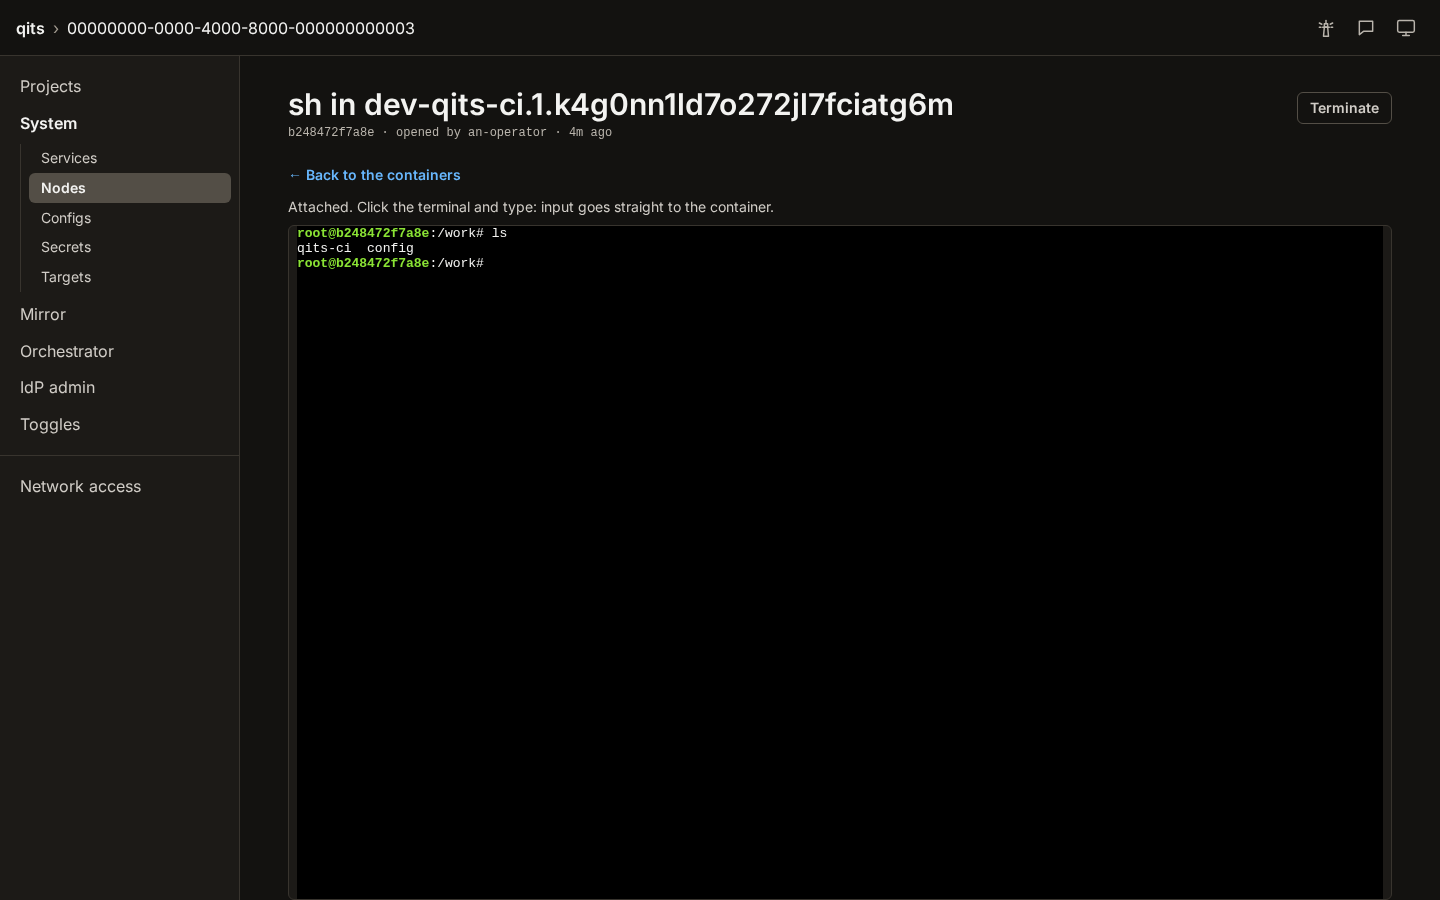 qits › 00000000-0000-4000-8000-000000000003
Projects
System
Services
Nodes
Configs
Secrets
Targets
Mirror
Orchestrator
IdP admin
Toggles
Network access
sh in dev-qits-ci.1.k4g0nn1ld7o272jl7fciatg6m
Terminate
b248472f7a8e · opened by an-operator · 4m ago
← Back to the containers
Attached. Click the terminal and type: input goes straight to the container.
root@b248472f7a8e:/work# ls
qits-ci  config
root@b248472f7a8e:/work#